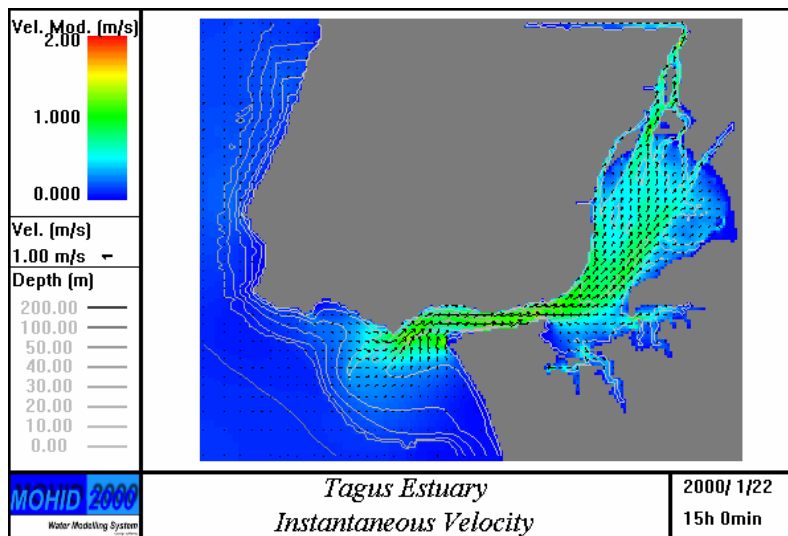 Vel. Mod. (m/s)
2.00
1.000
0.000
Vel. (m/s)
1.00 m/s
Depth (m)
200.00
100.00
50.00
40.00
30.00
20.00
10.00
0.00
MOHID 2000
Water Modelling System
Tagus Estuary
Instantaneous Velocity
2000/ 1/22
15h 0min